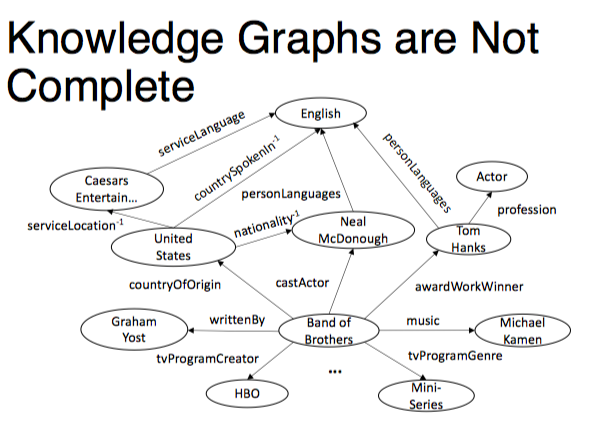 Knowledge Graphs are Not
Complete
English
serviceLanguage
countrySpokenIn-1
personLanguages
personLanguages
Actor
profession
Caesars
Entertain...
serviceLocation-1
United
States
nationality-1
Neal
McDonough
Tom
Hanks
countryOfOrigin
castActor
awardWorkWinner
Graham
Yost
writtenBy
Band of
Brothers
music
Michael
Kamen
tvProgramCreator
tvProgramGenre
...
HBO
Mini-
Series